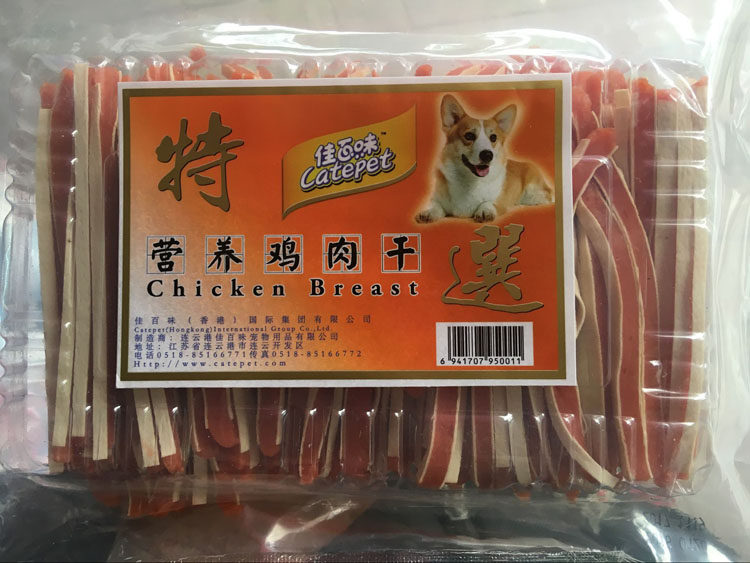 特
佳百味™
Catepet
营养鸡肉干
選
Chicken Breast
佳百味（香港）国际集团有限公司
Catepet(Hongkong)International Group Co.,Ltd.
制造商：连云港佳百味宠物用品有限公司
地址：江苏省连云港市连云开发区
电话0518-85166771传真0518-85166772
Http://www.catepet.com
6 941707 950011